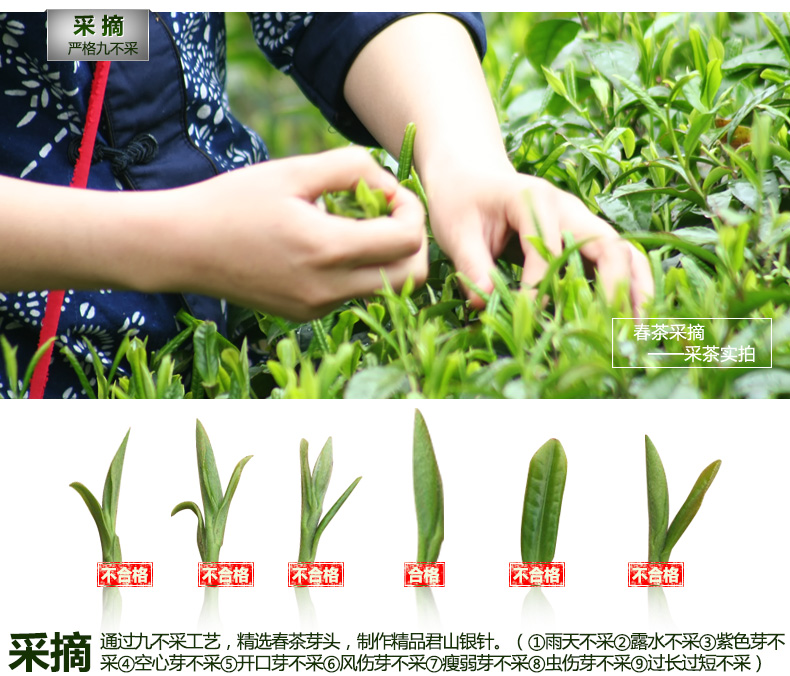 采 摘
严格九不采
春茶采摘
——采茶实拍
不合格
不合格
不合格
合格
不合格
不合格
采摘
通过九不采工艺，精选春茶芽头，制作精品君山银针。（①雨天不采②露水不采③紫色芽不
采④空心芽不采⑤开口芽不采⑥风伤芽不采⑦瘦弱芽不采⑧虫伤芽不采⑨过长过短不采）